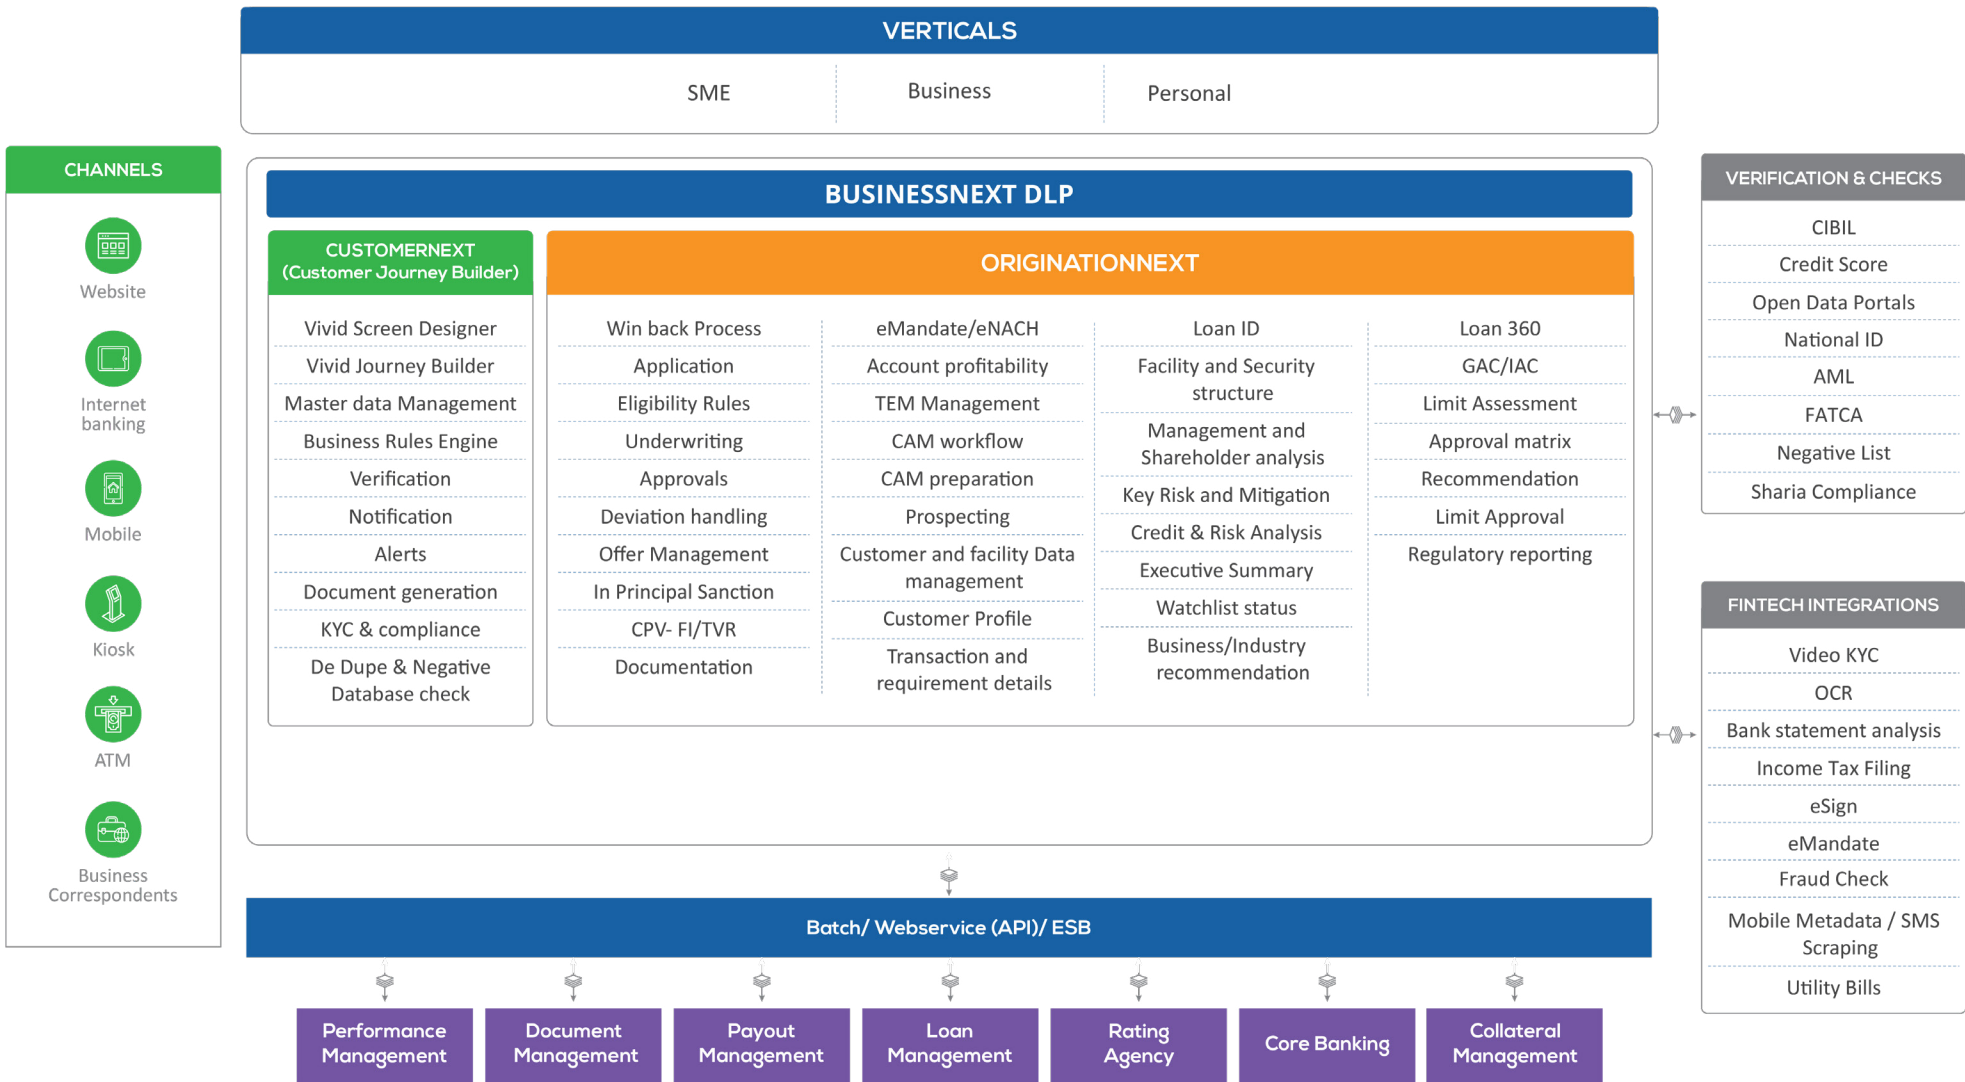 VERTICALS
SME
Business
Personal
CHANNELS
Website
Internet
banking
Mobile
Kiosk
ATM
Business
Correspondents
BUSINESSNEXT DLP
CUSTOMERNEXT
(Customer Journey Builder)
Vivid Screen Designer
Vivid Journey Builder
Master data Management
Business Rules Engine
Verification
Notification
Alerts
Document generation
KYC & compliance
De Dupe & Negative
Database check
ORIGINATIONNEXT
Win back Process
Application
Eligibility Rules
Underwriting
Approvals
Deviation handling
Offer Management
In Principal Sanction
CPV- FI/TVR
Documentation
eMandate/eNACH
Account profitability
TEM Management
CAM workflow
CAM preparation
Prospecting
Customer and facility Data
management
Customer Profile
Transaction and
requirement details
Loan ID
Facility and Security
structure
Management and
Shareholder analysis
Key Risk and Mitigation
Credit & Risk Analysis
Executive Summary
Watchlist status
Business/Industry
recommendation
Loan 360
GAC/IAC
Limit Assessment
Approval matrix
Recommendation
Limit Approval
Regulatory reporting
VERIFICATION & CHECKS
CIBIL
Credit Score
Open Data Portals
National ID
AML
FATCA
Negative List
Sharia Compliance
FINTECH INTEGRATIONS
Video KYC
OCR
Bank statement analysis
Income Tax Filing
eSign
eMandate
Fraud Check
Mobile Metadata / SMS
Scraping
Utility Bills
Batch/ Webservice (API)/ ESB
Performance
Management
Document
Management
Payout
Management
Loan
Management
Rating
Agency
Core Banking
Collateral
Management